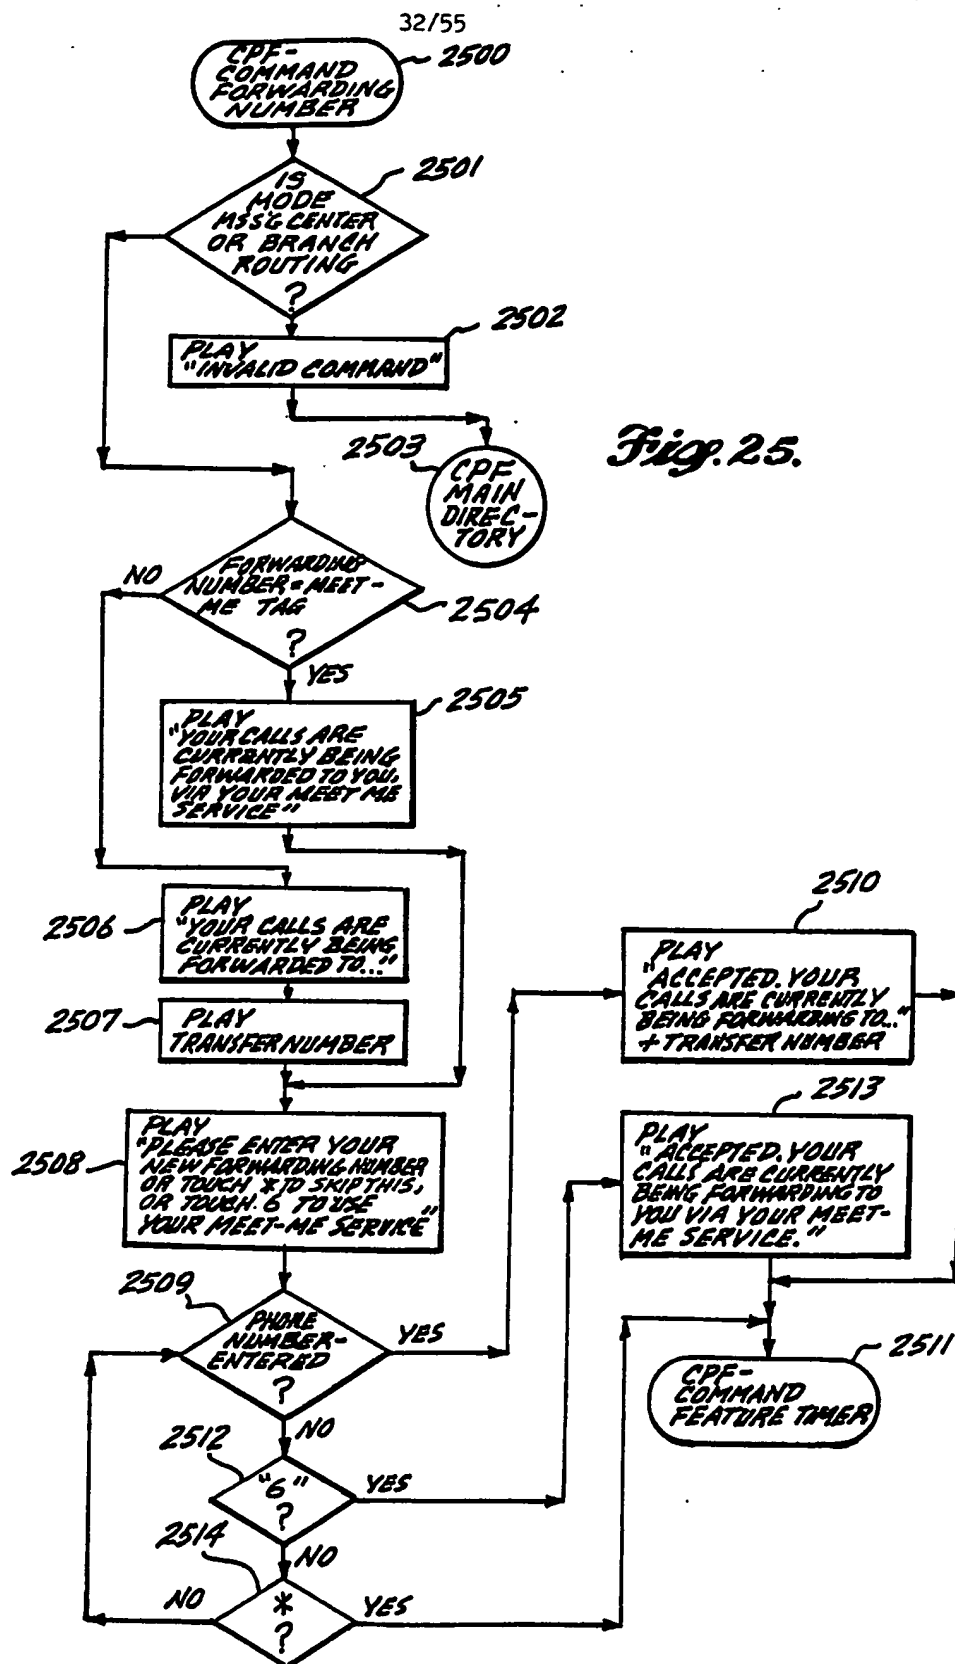 32/55
CPF-
COMMAND
FORWARDING
NUMBER
2500
IS
MODE
MSS'G CENTER
OR BRANCH
ROUTING
?
2501
PLAY
"INVALID COMMAND"
2502
2503
CPF
MAIN
DIREC-
TORY
Fig. 25.
FORWARDING
NUMBER = MEET-
ME TAG
?
NO
2504
YES
PLAY
"YOUR CALLS ARE
CURRENTLY BEING
FORWARDED TO YOU,
VIA YOUR MEET ME
SERVICE"
2505
2506
PLAY
"YOUR CALLS ARE
CURRENTLY BEING
FORWARDED TO..."
2507
PLAY
TRANSFER NUMBER
2508
PLAY
"PLEASE ENTER YOUR
NEW FORWARDING NUMBER
OR TOUCH * TO SKIP THIS,
OR TOUCH 6 TO USE
YOUR MEET-ME SERVICE"
2510
PLAY
"ACCEPTED. YOUR
CALLS ARE CURRENTLY
BEING FORWARDING TO..."
+ TRANSFER NUMBER
2513
PLAY
"ACCEPTED. YOUR
CALLS ARE CURRENTLY
BEING FORWARDING TO
YOU VIA YOUR MEET-
ME SERVICE."
2509
PHONE
NUMBER-
ENTERED
?
YES
NO
2511
CPF-
COMMAND
FEATURE TIMER
2512
"6"
?
YES
NO
2514
*
?
NO
YES